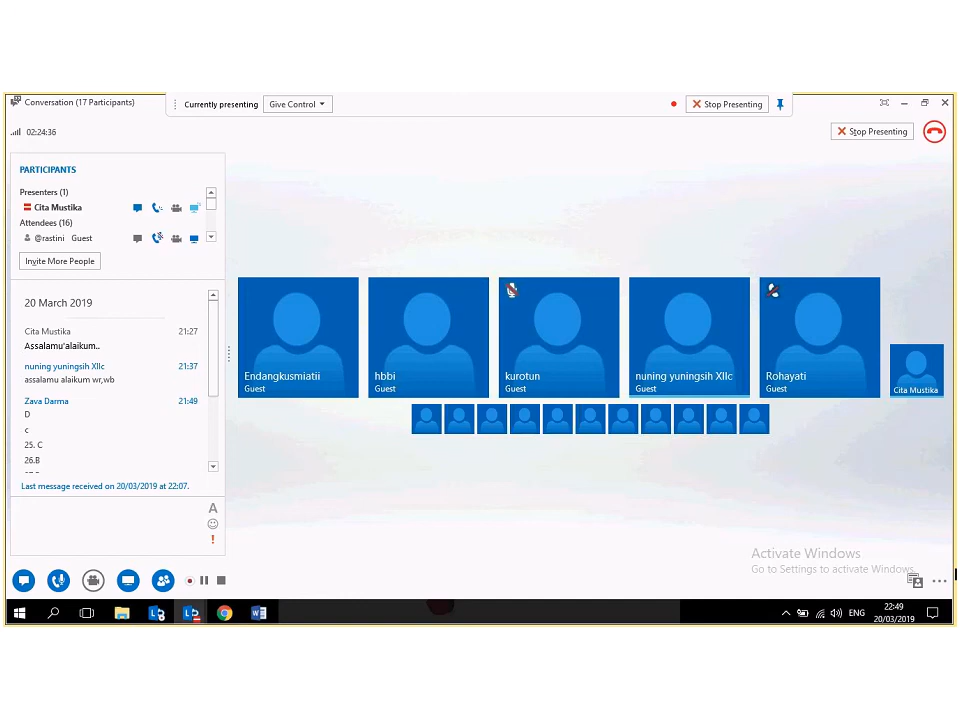 Conversation (17 Participants)
Currently presenting
Give Control
Stop Presenting
02:24:36
Stop Presenting
PARTICIPANTS
Presenters (1)
Cita Mustika
Attendees (16)
@rastini Guest
Invite More People
20 March 2019
Cita Mustika 21:27
Assalamu'alaikum..
nuning yuningsih XIIc 21:37
assalamu alaikum wr,wb
Zava Darma 21:49
D
c
25. C
26.B
Last message received on 20/03/2019 at 22:07.
A
!
Endangkusmiatii
Guest
hbbi
Guest
kurotun
Guest
nuning yuningsih XIIc
Guest
Rohayati
Guest
Cita Mustika
Activate Windows
Go to Settings to activate Windows.
ENG
22:49
20/03/2019